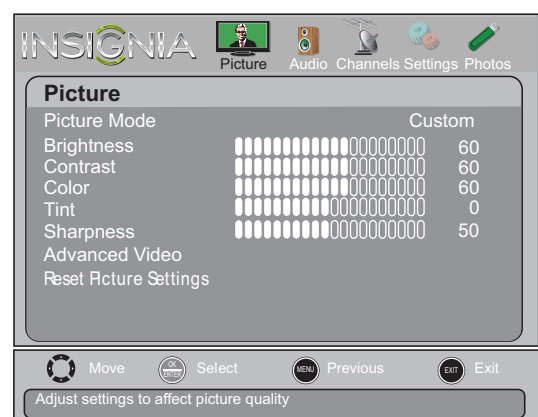 INSIGNIA
Picture Audio Channels Settings Photos
Picture
Picture Mode Custom
Brightness 60
Contrast 60
Color 60
Tint 0
Sharpness 50
Advanced Video
Reset Picture Settings
Move OK ENTER Select MENU Previous EXIT Exit
Adjust settings to affect picture quality